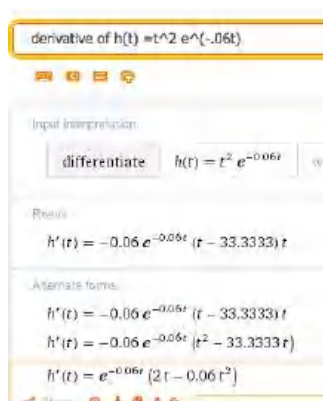 derivative of h(t) =t^2 e^(-.06t)
Input interpretation:
differentiate h(t) = t² e^(-0.06t)
Result:
h′(t) = −0.06 e^(-0.06t) (t − 33.3333) t
Alternate forms:
h′(t) = −0.06 e^(-0.06t) (t − 33.3333) t
h′(t) = −0.06 e^(-0.06t) (t² − 33.3333 t)
h′(t) = e^(-0.06t) (2 t − 0.06 t²)